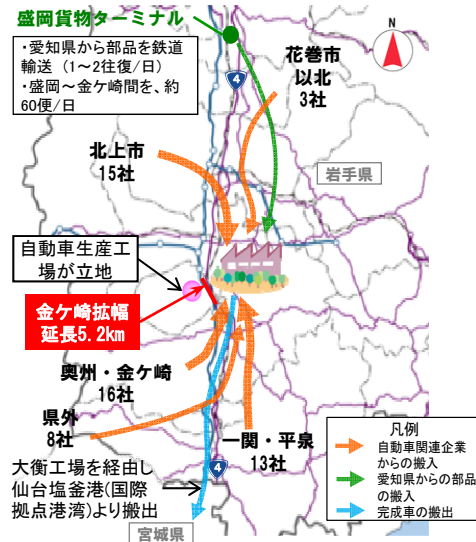 盛岡貨物ターミナル
・愛知県から部品を鉄道
輸送（1～2往復/日）
・盛岡～金ケ崎間を、約
60便/日
N
4
花巻市
以北
3社
北上市
15社
岩手県
自動車生産工
場が立地
金ケ崎拡幅
延長5.2km
奥州・金ケ崎
16社
県外
8社
一関・平泉
13社
大衡工場を経由し
仙台塩釜港(国際
拠点港湾)より搬出
4
宮城県
凡例
自動車関連企業
からの搬入
愛知県からの部品
の搬入
完成車の搬出